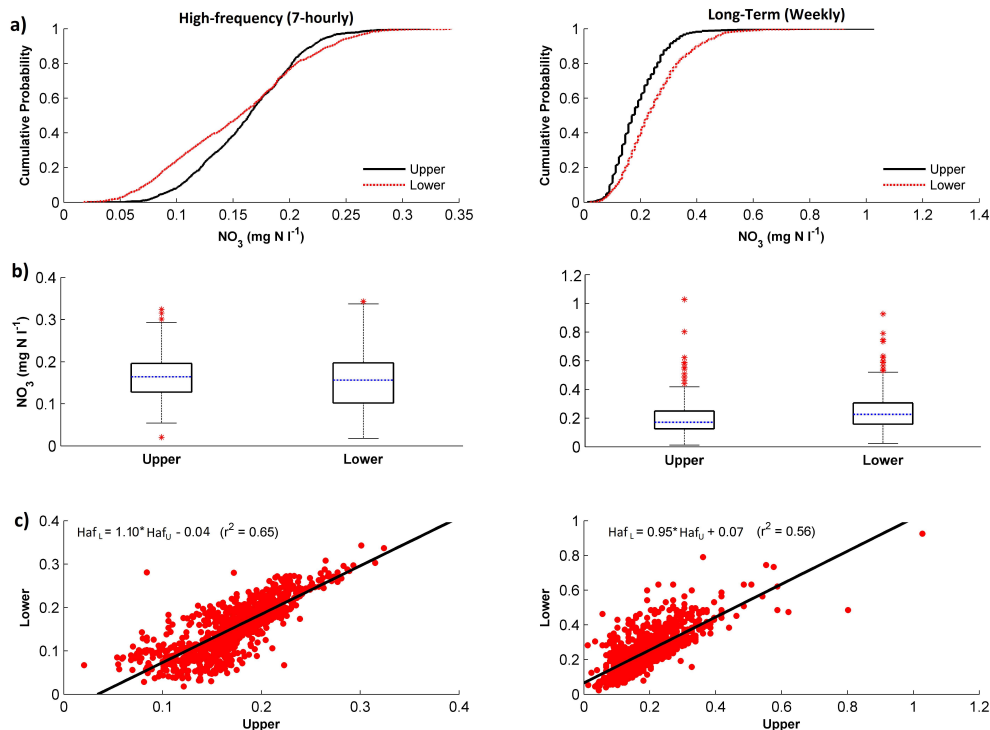 High-frequency (7-hourly)
Long-Term (Weekly)
a)
Cumulative Probability
1
0.8
0.6
0.4
0.2
0
Upper
Lower
0 0.05 0.1 0.15 0.2 0.25 0.3 0.35
NO3 (mg N l-1)
Cumulative Probability
1
0.8
0.6
0.4
0.2
0
Upper
Lower
0 0.2 0.4 0.6 0.8 1 1.2 1.4
NO3 (mg N l-1)
b)
NO3 (mg N l-1)
0.4
0.3
0.2
0.1
0
Upper Lower
1.2
1
0.8
0.6
0.4
0.2
0
Upper Lower
c)
Lower
0.4
0.3
0.2
0.1
0
Haf L = 1.10* HafU - 0.04 (r2 = 0.65)
0 0.1 0.2 0.3 0.4
Upper
Lower
1
0.8
0.6
0.4
0.2
0
Haf L = 0.95* HafU + 0.07 (r2 = 0.56)
0 0.2 0.4 0.6 0.8 1 1.2
Upper